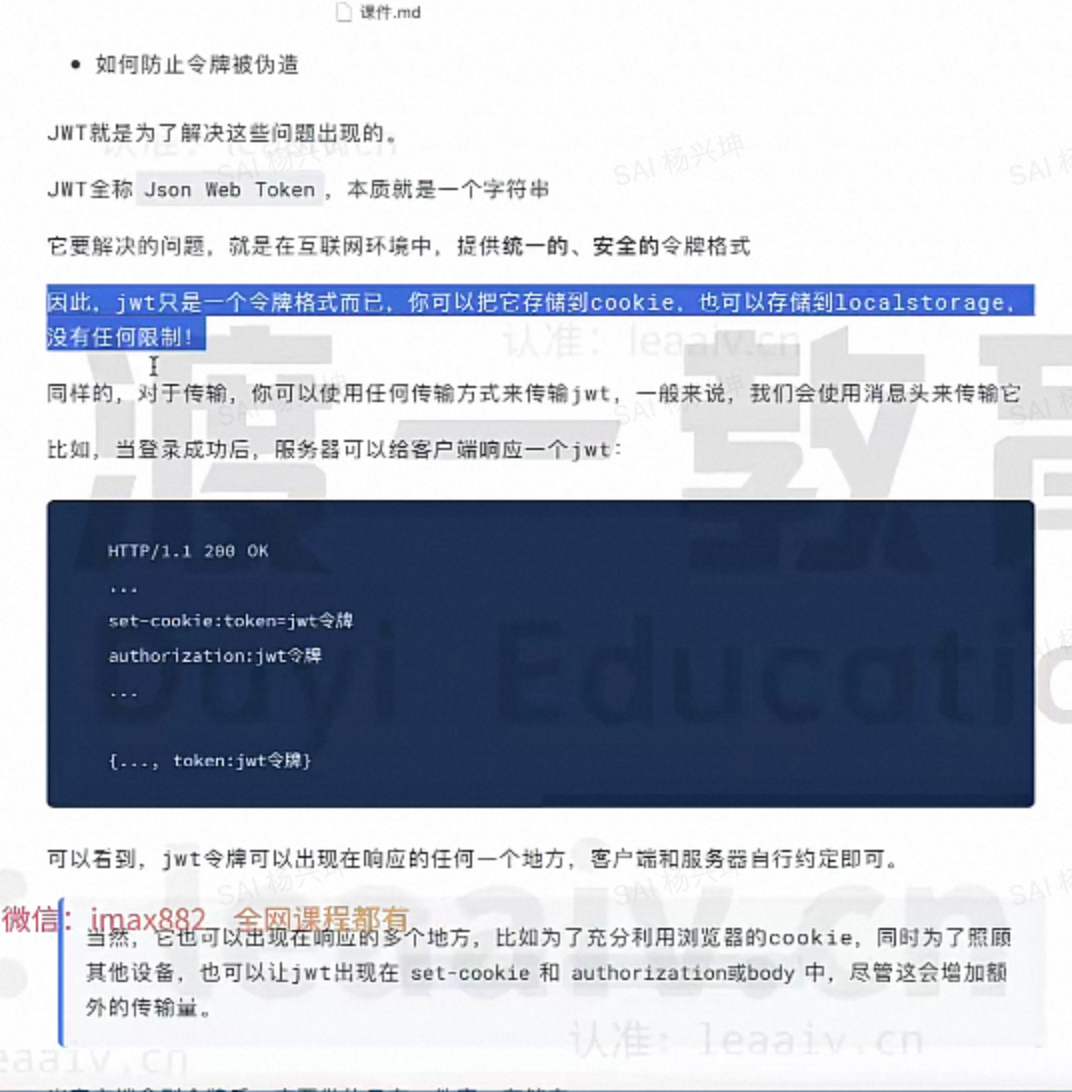 课件.md
如何防止令牌被伪造
JWT就是为了解决这些问题出现的。
JWT全称 Json Web Token, 本质就是一个字符串
它要解决的问题, 就是在互联网环境中, 提供统一的、安全的令牌格式
因此, jwt只是一个令牌格式而已, 你可以把它存储到cookie, 也可以存储到localstorage,
没有任何限制!
同样的, 对于传输, 你可以使用任何传输方式来传输jwt, 一般来说, 我们会使用消息头来传输它
比如, 当登录成功后, 服务器可以给客户端响应一个jwt:
HTTP/1.1 200 OK
...
set-cookie:token=jwt令牌
authorization:jwt令牌
...
{..., token:jwt令牌}
可以看到, jwt令牌可以出现在响应的任何一个地方, 客户端和服务器自行约定即可。
微信: imax882 全网课程都有
当然, 它也可以出现在响应的多个地方, 比如为了充分利用浏览器的cookie, 同时为了照顾
其他设备, 也可以让jwt出现在 set-cookie 和 authorization或body 中, 尽管这会增加额
外的传输量。
SAI 杨兴坤
SAI 杨兴坤
SAI 杨兴坤
SAI 杨兴坤
认准: leaaiv.cn
渡一教育
Duyi Educatio
leaaiv.cn
认准: leaaiv.cn
eaaiv.cn